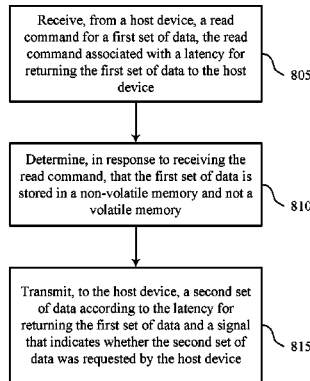 Receive, from a host device, a read
command for a first set of data, the read
command associated with a latency for
returning the first set of data to the host
device
805
Determine, in response to receiving the
read command, that the first set of data is
stored in a non-volatile memory and not a
volatile memory
810
Transmit, to the host device, a second set
of data according to the latency for
returning the first set of data and a signal
that indicates whether the second set of
data was requested by the host device
815